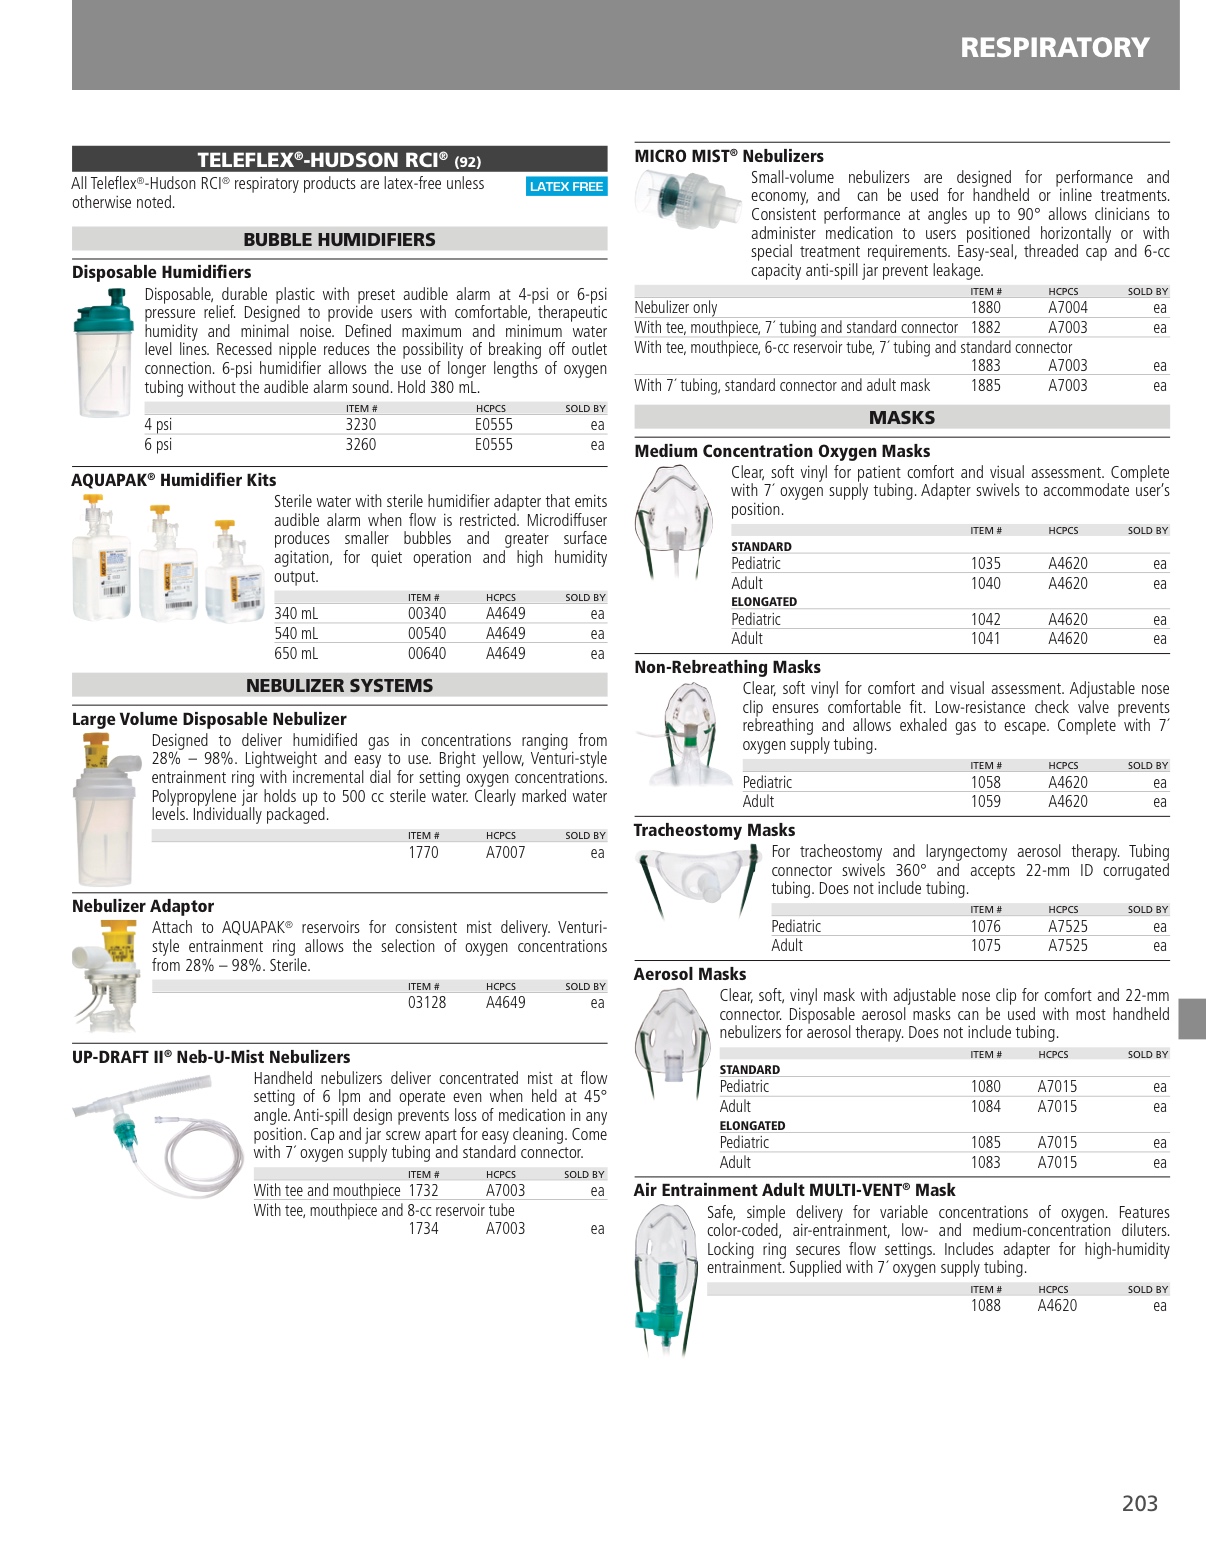 RESPIRATORY
TELEFLEX®-HUDSON RCI® (92)
All Teleflex®-Hudson RCI® respiratory products are latex-free unless
otherwise noted.
LATEX FREE
BUBBLE HUMIDIFIERS
Disposable Humidifiers
Disposable, durable plastic with preset audible alarm at 4-psi or 6-psi
pressure relief. Designed to provide users with comfortable, therapeutic
humidity and minimal noise. Defined maximum and minimum water
level lines. Recessed nipple reduces the possibility of breaking off outlet
connection. 6-psi humidifier allows the use of longer lengths of oxygen
tubing without the audible alarm sound. Hold 380 mL.
ITEM # HCPCS SOLD BY
4 psi 3230 E0555 ea
6 psi 3260 E0555 ea
AQUAPAK® Humidifier Kits
Sterile water with sterile humidifier adapter that emits
audible alarm when flow is restricted. Microdiffuser
produces smaller bubbles and greater surface
agitation, for quiet operation and high humidity
output.
ITEM # HCPCS SOLD BY
340 mL 00340 A4649 ea
540 mL 00540 A4649 ea
650 mL 00640 A4649 ea
NEBULIZER SYSTEMS
Large Volume Disposable Nebulizer
Designed to deliver humidified gas in concentrations ranging from
28% – 98%. Lightweight and easy to use. Bright yellow, Venturi-style
entrainment ring with incremental dial for setting oxygen concentrations.
Polypropylene jar holds up to 500 cc sterile water. Clearly marked water
levels. Individually packaged.
ITEM # HCPCS SOLD BY
1770 A7007 ea
Nebulizer Adaptor
Attach to AQUAPAK® reservoirs for consistent mist delivery. Venturi-
style entrainment ring allows the selection of oxygen concentrations
from 28% – 98%. Sterile.
ITEM # HCPCS SOLD BY
03128 A4649 ea
UP-DRAFT II® Neb-U-Mist Nebulizers
Handheld nebulizers deliver concentrated mist at flow
setting of 6 lpm and operate even when held at 45°
angle. Anti-spill design prevents loss of medication in any
position. Cap and jar screw apart for easy cleaning. Come
with 7´ oxygen supply tubing and standard connector.
ITEM # HCPCS SOLD BY
With tee and mouthpiece 1732 A7003 ea
With tee, mouthpiece and 8-cc reservoir tube
1734 A7003 ea
MICRO MIST® Nebulizers
Small-volume nebulizers are designed for performance and
economy, and can be used for handheld or inline treatments.
Consistent performance at angles up to 90° allows clinicians to
administer medication to users positioned horizontally or with
special treatment requirements. Easy-seal, threaded cap and 6-cc
capacity anti-spill jar prevent leakage.
ITEM # HCPCS SOLD BY
Nebulizer only 1880 A7004 ea
With tee, mouthpiece, 7´ tubing and standard connector 1882 A7003 ea
With tee, mouthpiece, 6-cc reservoir tube, 7´ tubing and standard connector
1883 A7003 ea
With 7´ tubing, standard connector and adult mask 1885 A7003 ea
MASKS
Medium Concentration Oxygen Masks
Clear, soft vinyl for patient comfort and visual assessment. Complete
with 7´ oxygen supply tubing. Adapter swivels to accommodate user's
position.
ITEM # HCPCS SOLD BY
STANDARD
Pediatric 1035 A4620 ea
Adult 1040 A4620 ea
ELONGATED
Pediatric 1042 A4620 ea
Adult 1041 A4620 ea
Non-Rebreathing Masks
Clear, soft vinyl for comfort and visual assessment. Adjustable nose
clip ensures comfortable fit. Low-resistance check valve prevents
rebreathing and allows exhaled gas to escape. Complete with 7´
oxygen supply tubing.
ITEM # HCPCS SOLD BY
Pediatric 1058 A4620 ea
Adult 1059 A4620 ea
Tracheostomy Masks
For tracheostomy and laryngectomy aerosol therapy. Tubing
connector swivels 360° and accepts 22-mm ID corrugated
tubing. Does not include tubing.
ITEM # HCPCS SOLD BY
Pediatric 1076 A7525 ea
Adult 1075 A7525 ea
Aerosol Masks
Clear, soft, vinyl mask with adjustable nose clip for comfort and 22-mm
connector. Disposable aerosol masks can be used with most handheld
nebulizers for aerosol therapy. Does not include tubing.
ITEM # HCPCS SOLD BY
STANDARD
Pediatric 1080 A7015 ea
Adult 1084 A7015 ea
ELONGATED
Pediatric 1085 A7015 ea
Adult 1083 A7015 ea
Air Entrainment Adult MULTI-VENT® Mask
Safe, simple delivery for variable concentrations of oxygen. Features
color-coded, air-entrainment, low- and medium-concentration diluters.
Locking ring secures flow settings. Includes adapter for high-humidity
entrainment. Supplied with 7´ oxygen supply tubing.
ITEM # HCPCS SOLD BY
1088 A4620 ea
203